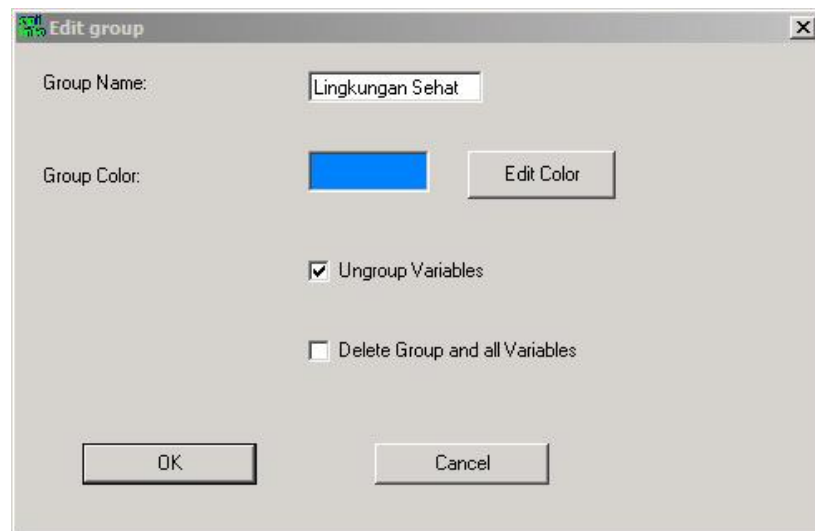 Edit group
Group Name:
Lingkungan Sehat
Group Color:
Edit Color
Ungroup Variables
Delete Group and all Variables
OK
Cancel